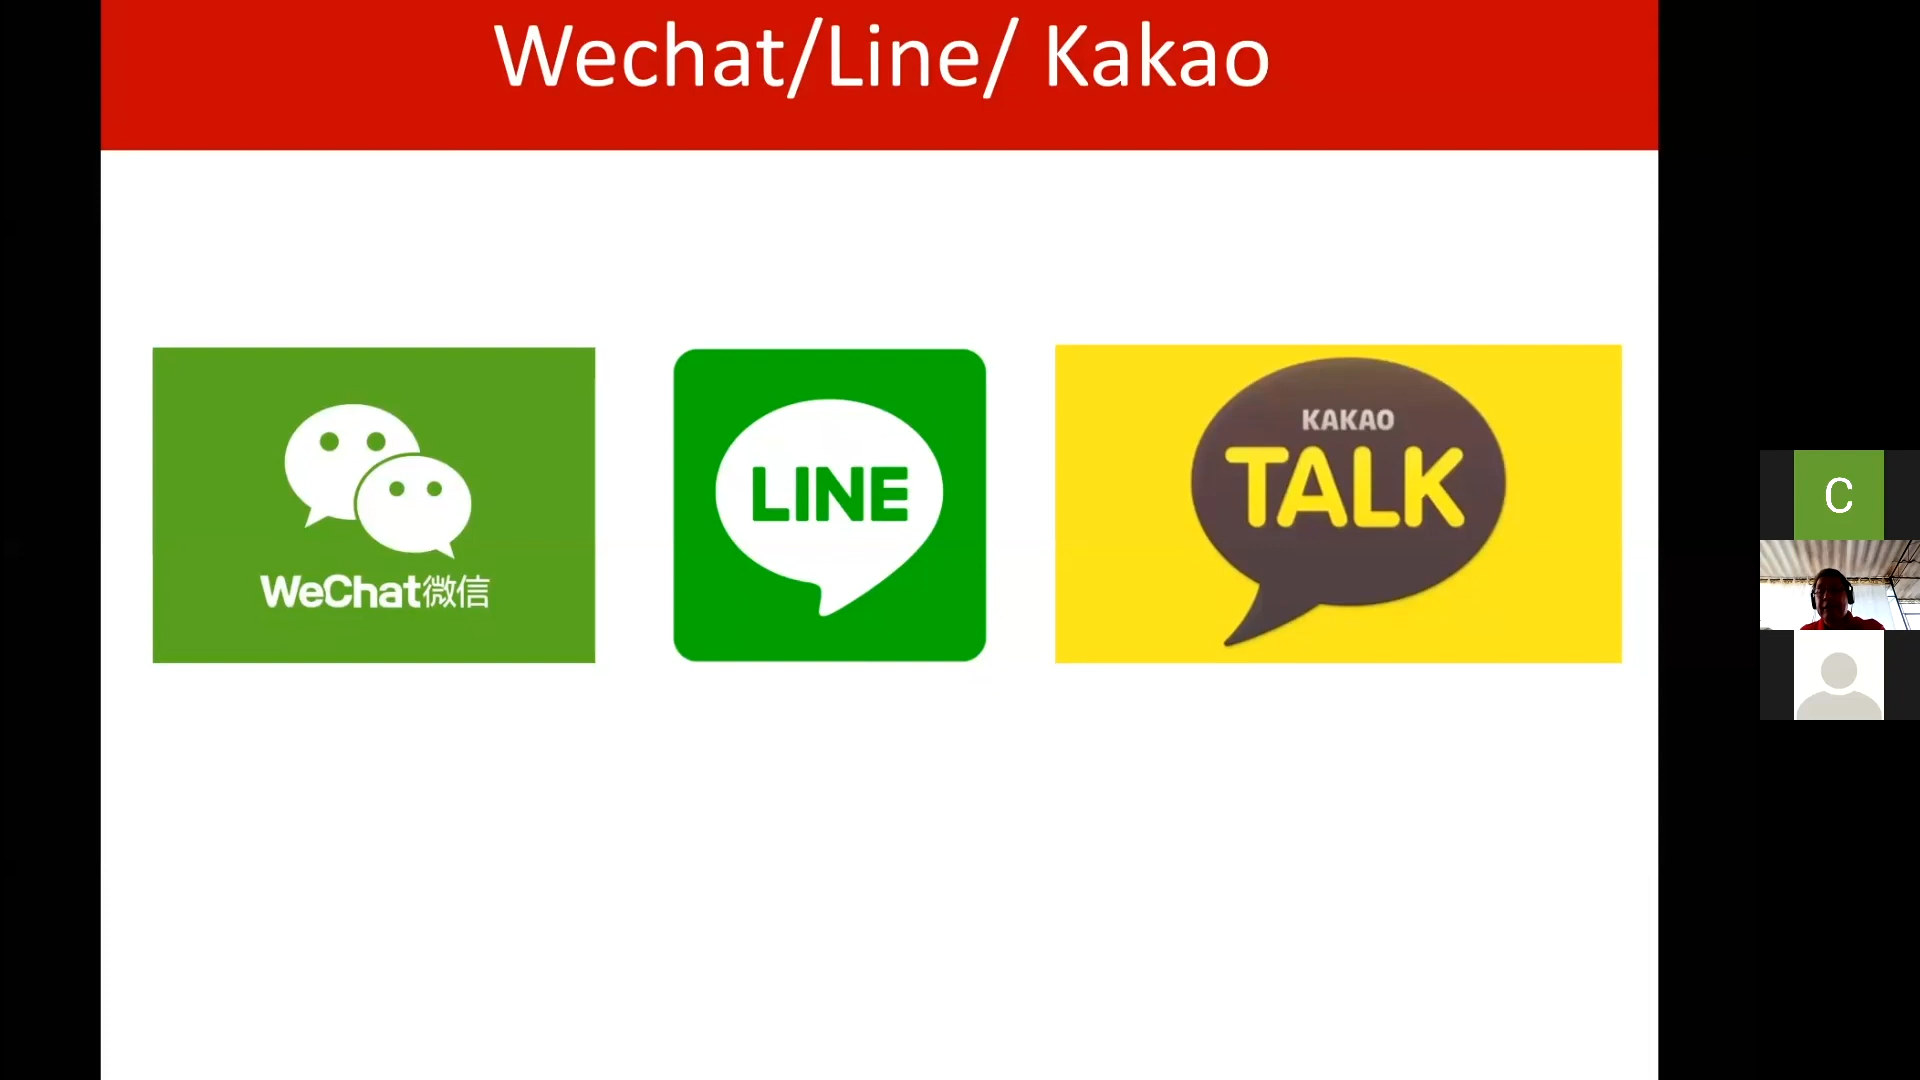 Wechat/Line/ Kakao
WeChat微信
LINE
KAKAO
TALK
C